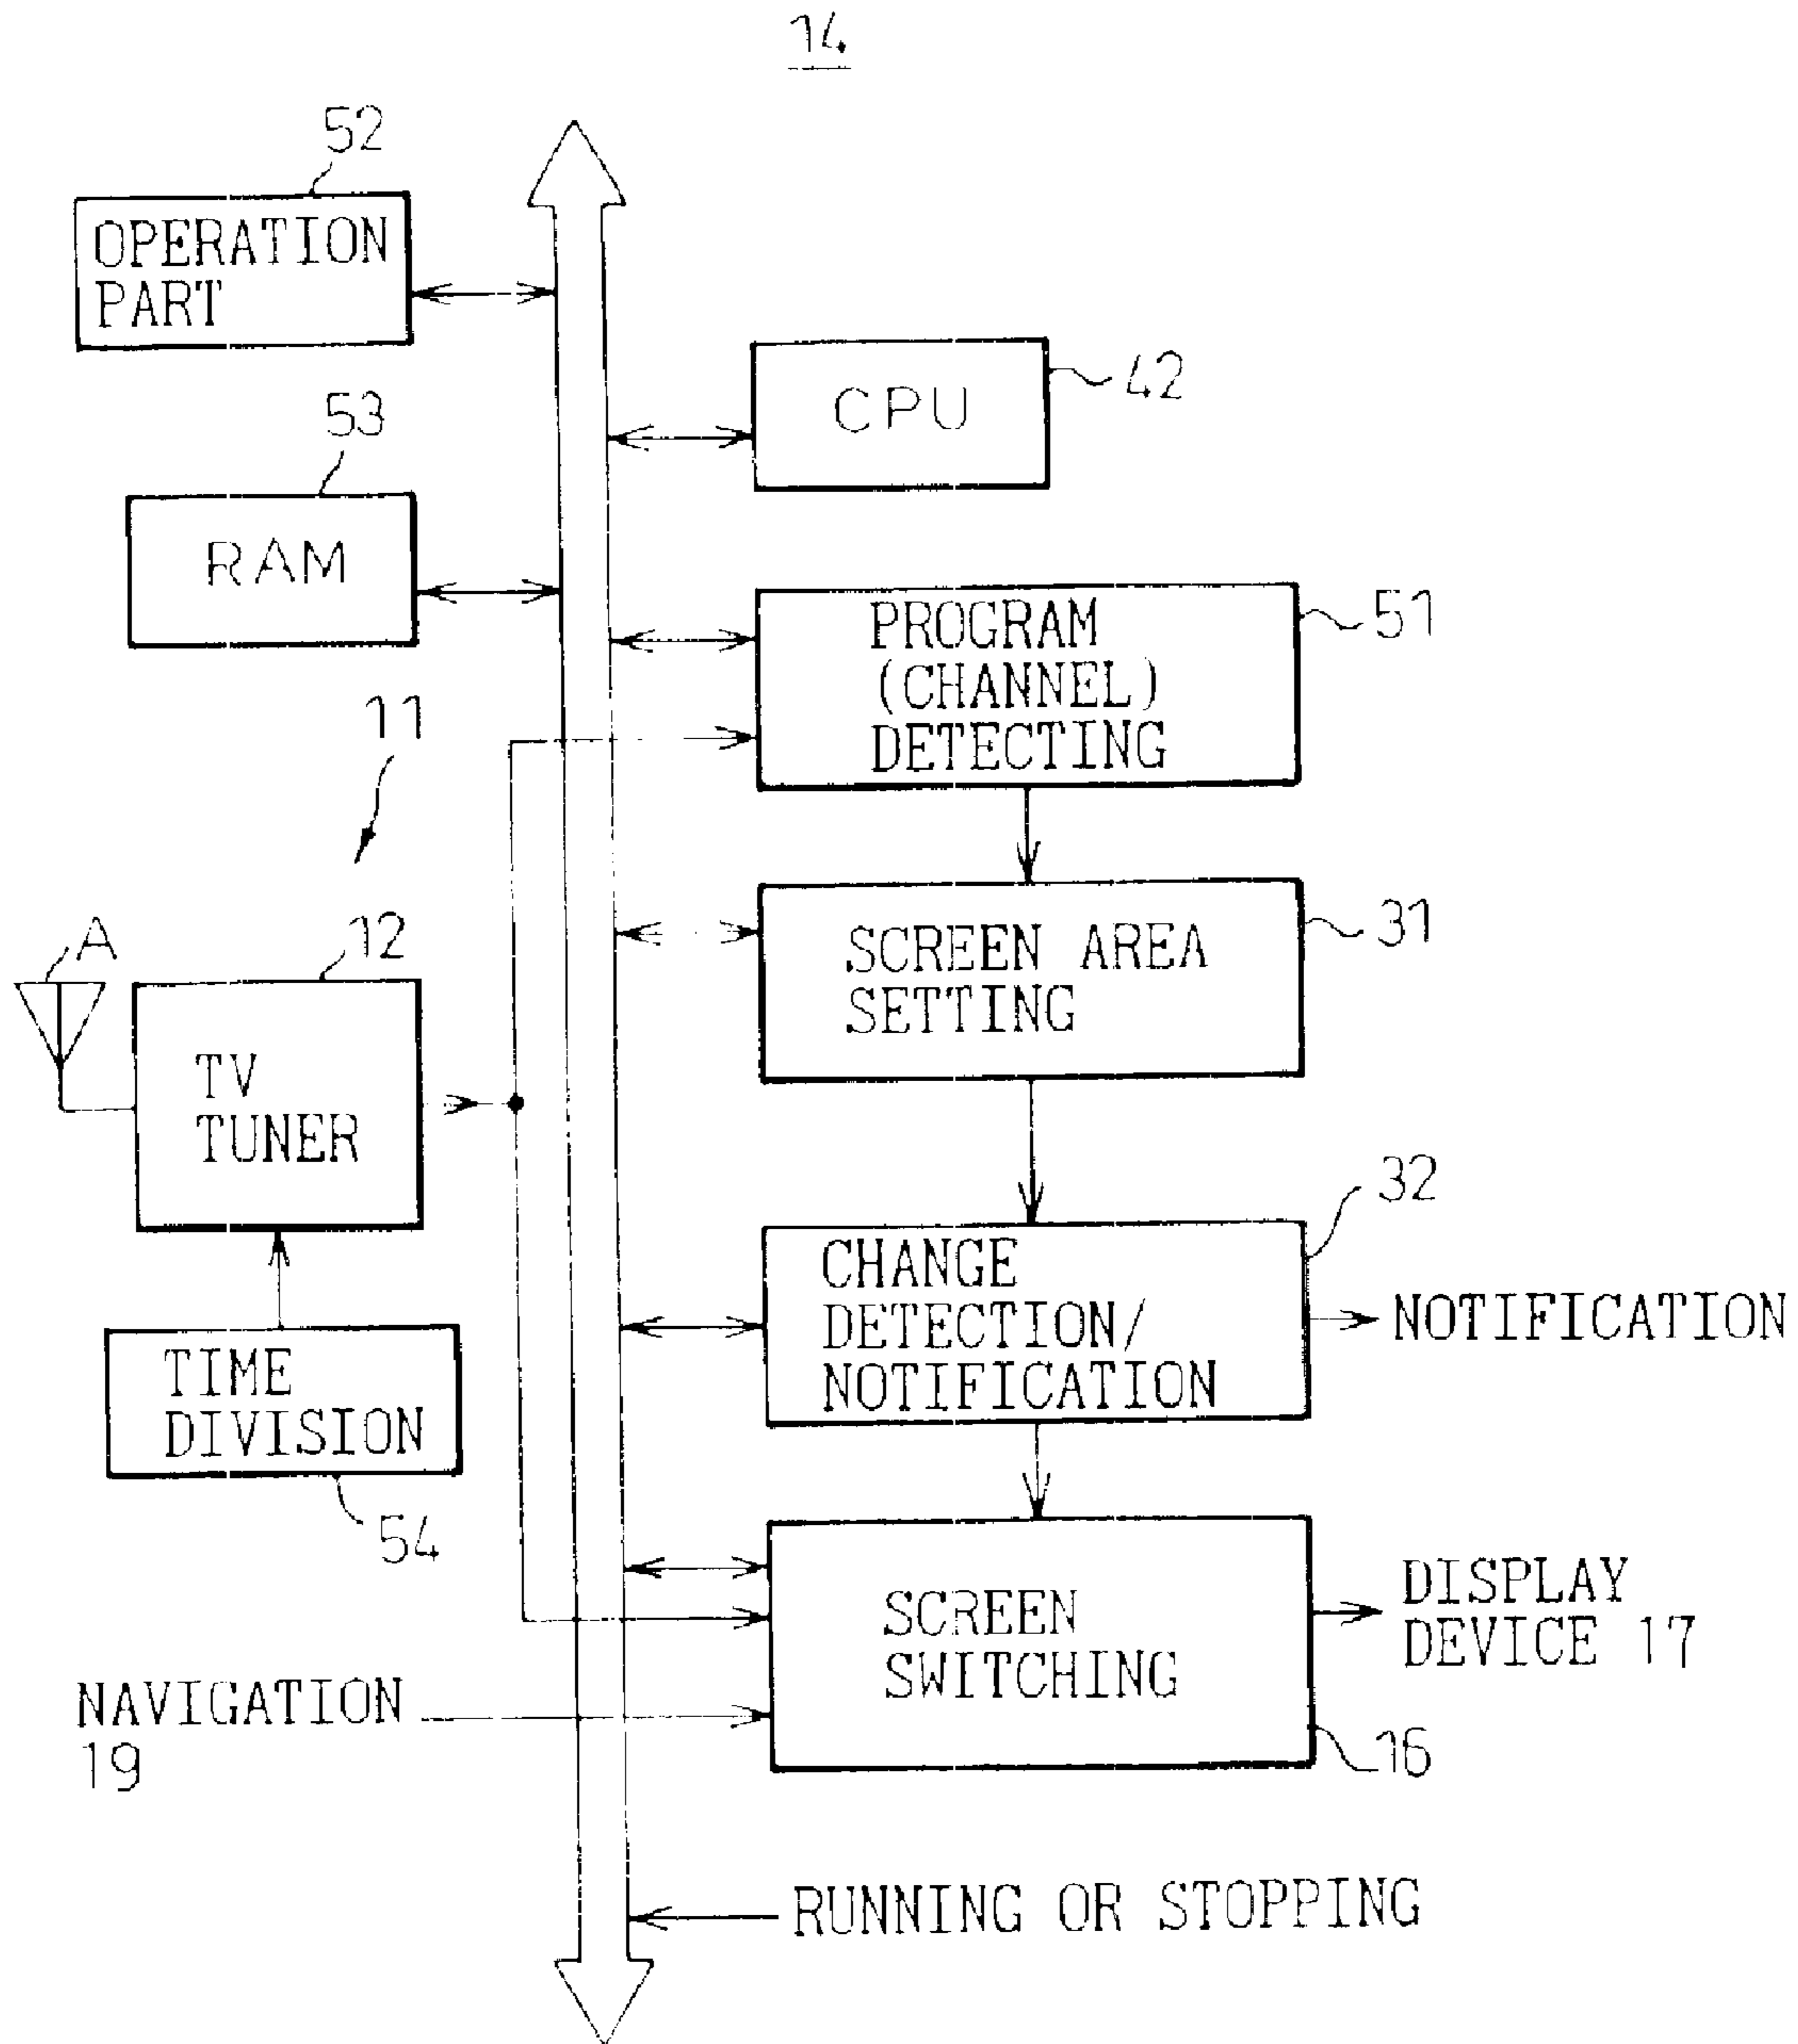 14
52
OPERATION
PART
42
CPU
53
RAM
51
PROGRAM
(CHANNEL)
DETECTING
11
31
SCREEN AREA
SETTING
A
12
TV
TUNER
32
CHANGE
DETECTION/
NOTIFICATION
NOTIFICATION
TIME
DIVISION
54
SCREEN
SWITCHING
DISPLAY
DEVICE 17
NAVIGATION
19
16
RUNNING OR STOPPING